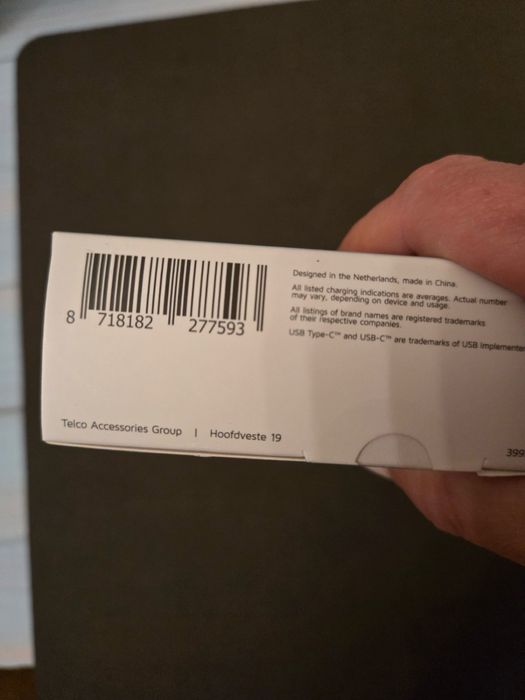 Designed in the Netherlands, made in China.
All listed charging indications are averages. Actual number
may vary, depending on device and usage.
All listings of brand names are registered trademarks
of their respective companies.
USB Type-C™ and USB-C™ are trademarks of USB Implementer
8 718182 277593
Telco Accessories Group | Hoofdveste 19
399